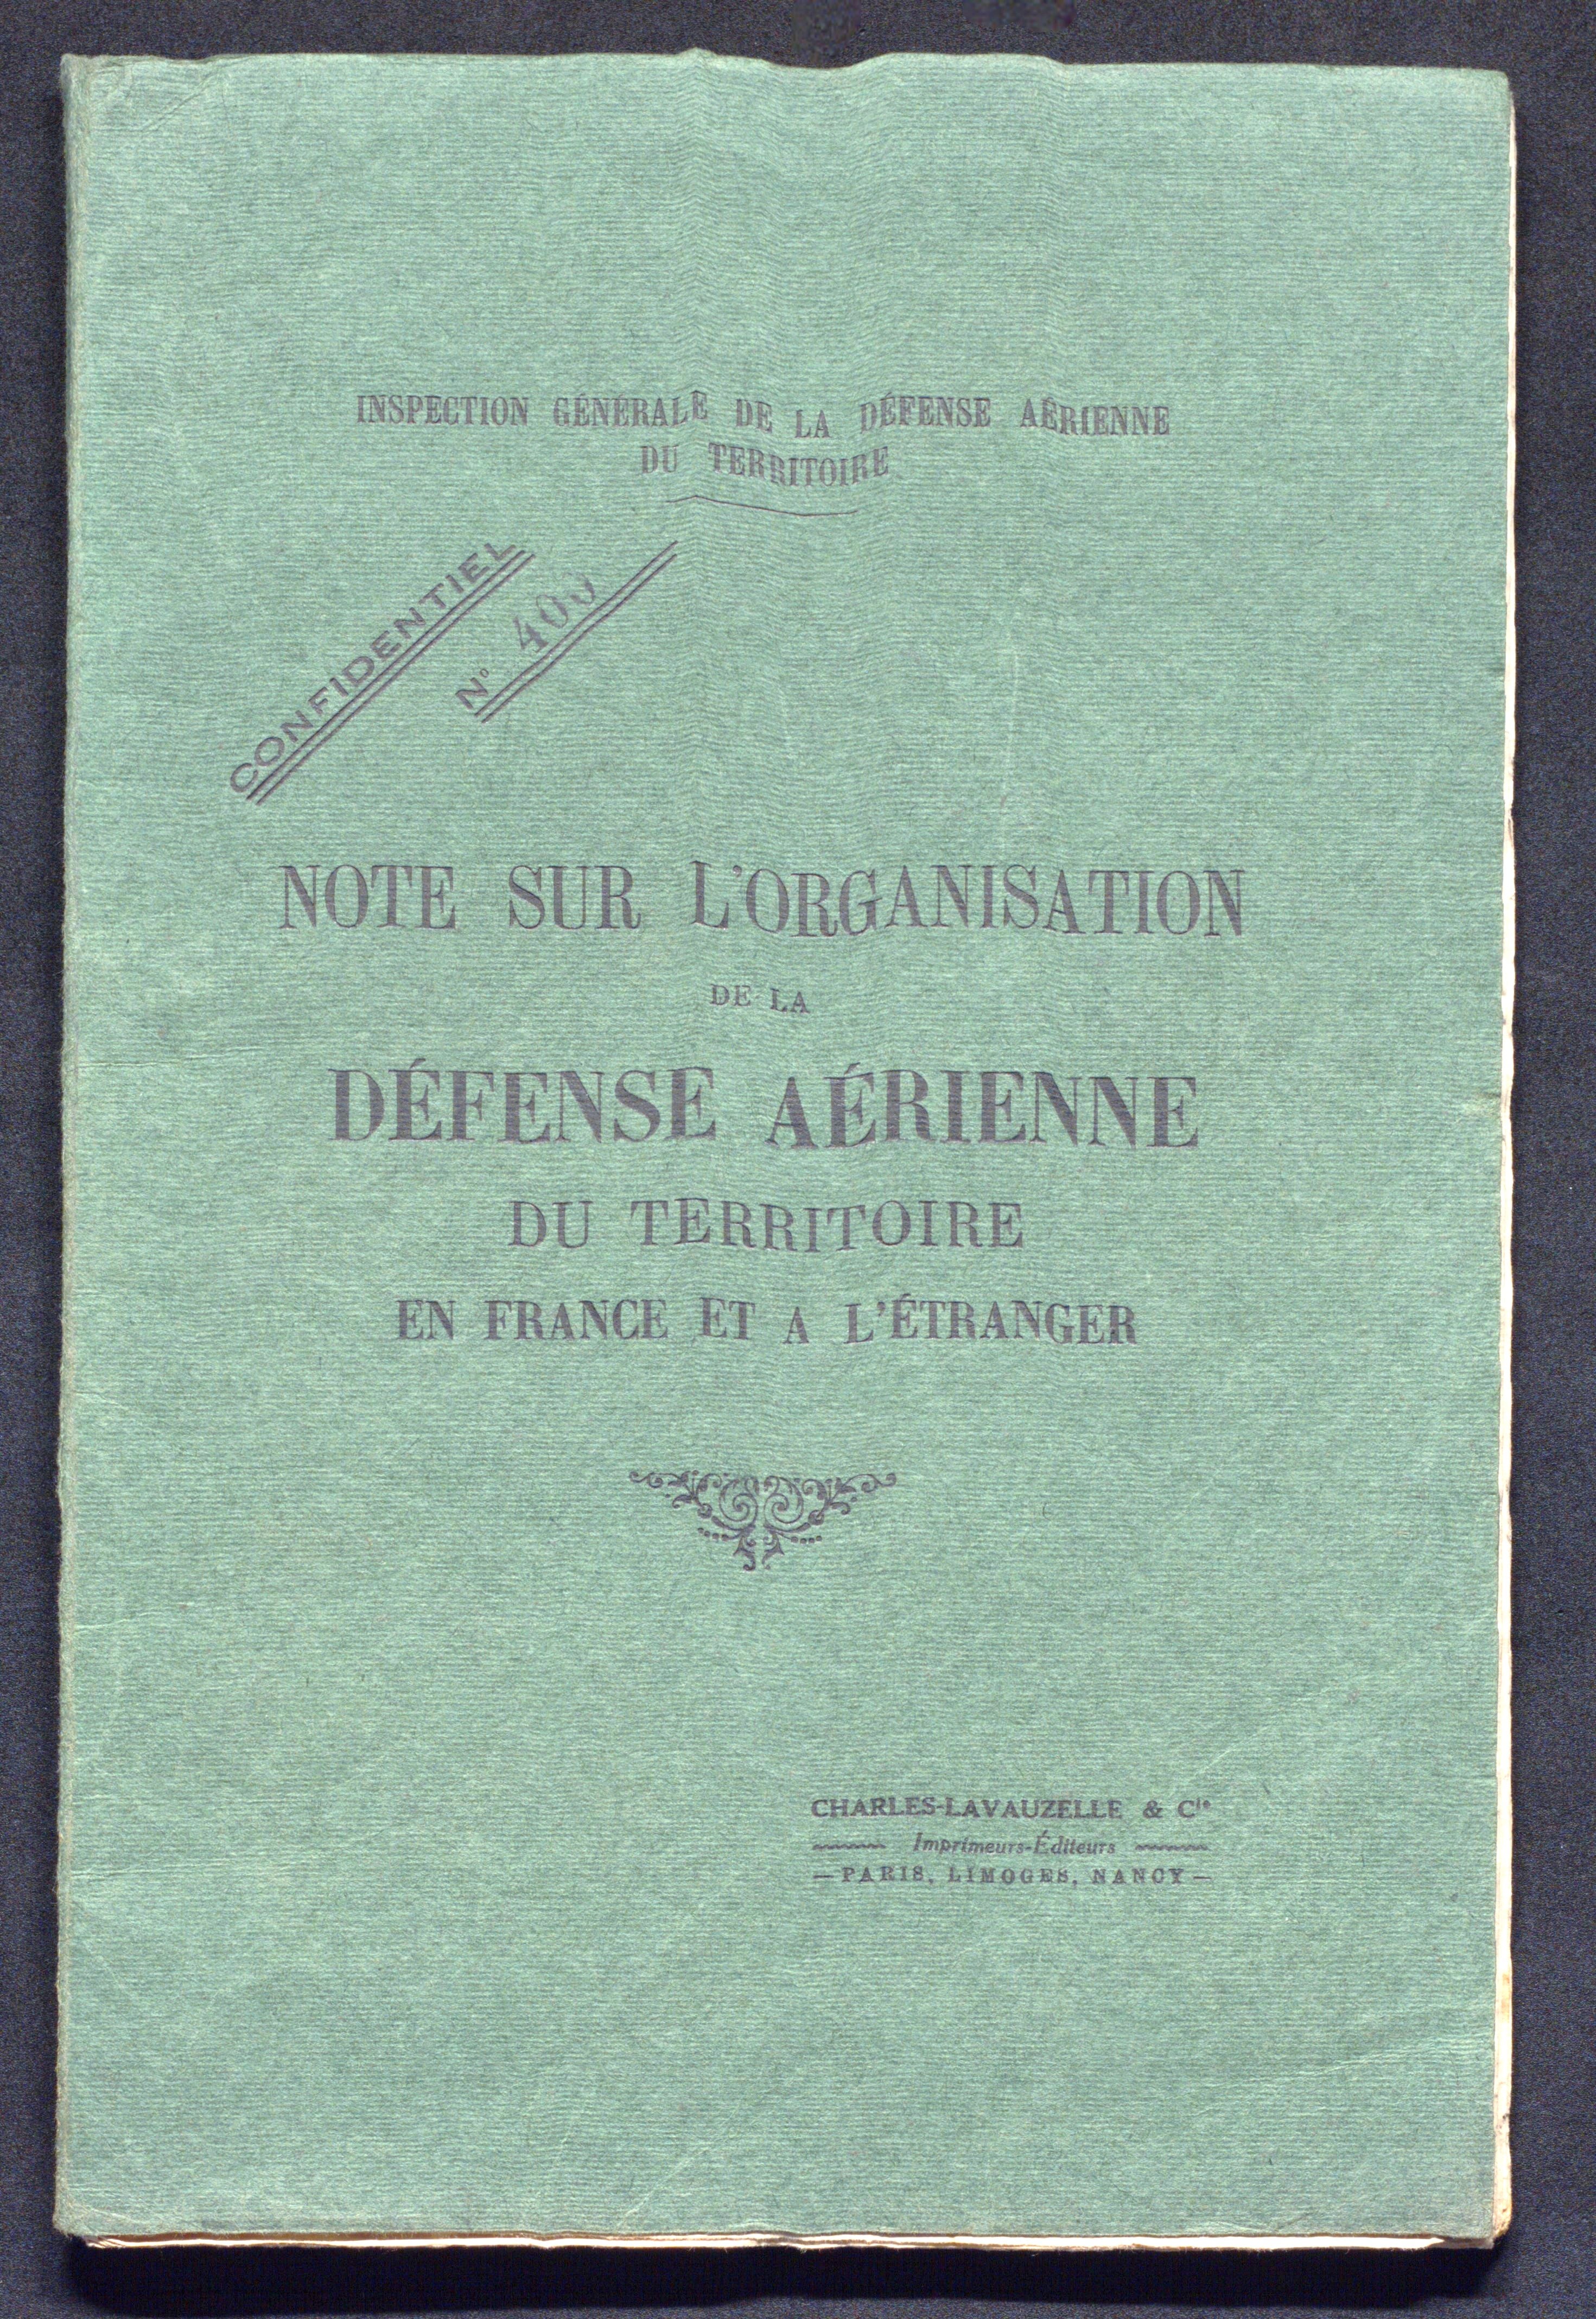 INSPECTION GÉNÉRALE DE LA DÉFENSE AÉRIENNE
DU TERRITOIRE
CONFIDENTIEL
N°
NOTE SUR L'ORGANISATION
DE LA
DÉFENSE AÉRIENNE
DU TERRITOIRE
EN FRANCE ET A L'ÉTRANGER
CHARLES-LAVAUZELLE & Cie
Imprimeurs-Éditeurs
— PARIS, LIMOGES, NANCY —